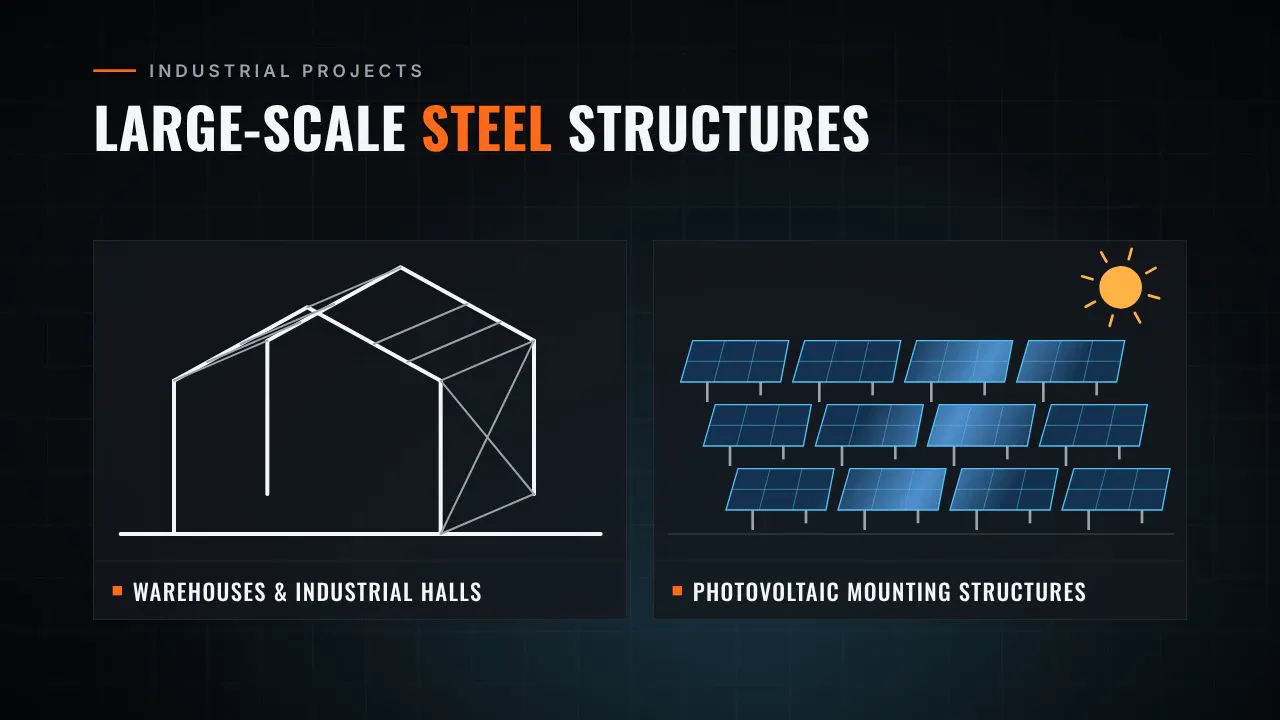 INDUSTRIAL PROJECTS
LARGE-SCALE STEEL STRUCTURES
WAREHOUSES & INDUSTRIAL HALLS
PHOTOVOLTAIC MOUNTING STRUCTURES